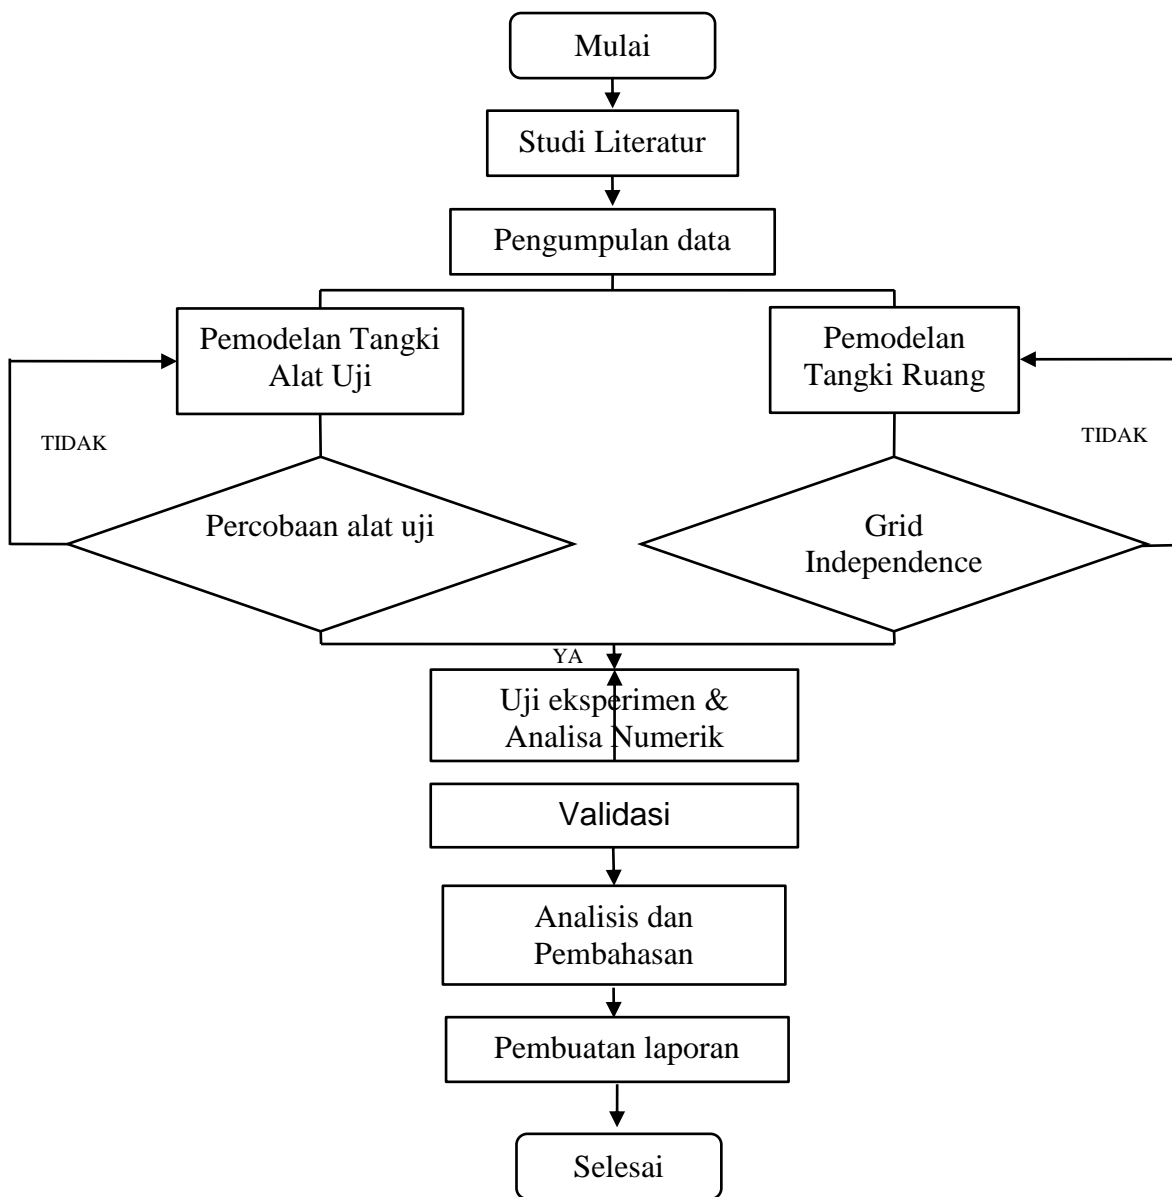 Mulai
Studi Literatur
Pengumpulan data
Pemodelan Tangki
Alat Uji
Pemodelan
Tangki Ruang
TIDAK
TIDAK
Percobaan alat uji
Grid
Independence
YA
Uji eksperimen &
Analisa Numerik
Validasi
Analisis dan
Pembahasan
Pembuatan laporan
Selesai